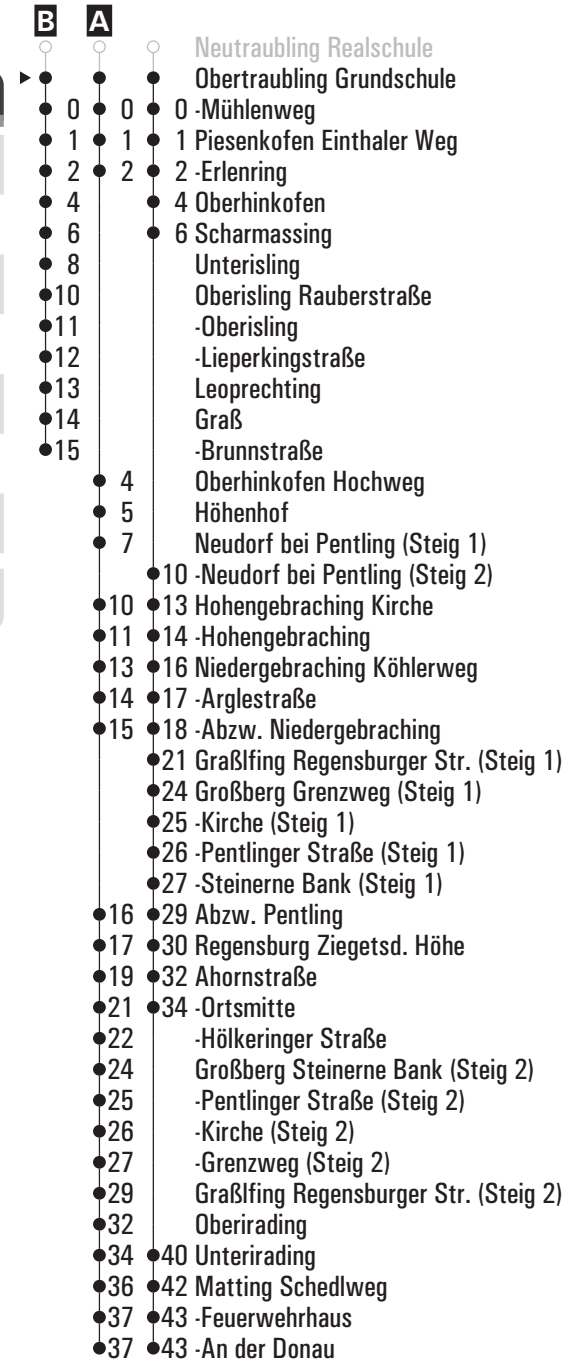 B A
Neutraubling Realschule
Obertraubling Grundschule
0 0 0 -Mühlenweg
1 1 1 Piesenkofen Einthaler Weg
2 2 2 -Erlenring
4 4 Oberhinkofen
6 6 Scharmassing
8 Unterisling
10 Oberisling Rauberstraße
11 -Oberisling
12 -Lieperkingstraße
13 Leoprechting
14 Graß
15 -Brunnstraße
4 Oberhinkofen Hochweg
5 Höhenhof
7 Neudorf bei Pentling (Steig 1)
10 -Neudorf bei Pentling (Steig 2)
10 13 Hohengebraching Kirche
11 14 -Hohengebraching
13 16 Niedergebraching Köhlerweg
14 17 -Arglestraße
15 18 -Abzw. Niedergebraching
21 Graßlfing Regensburger Str. (Steig 1)
24 Großberg Grenzweg (Steig 1)
25 -Kirche (Steig 1)
26 -Pentlinger Straße (Steig 1)
27 -Steinerne Bank (Steig 1)
16 29 Abzw. Pentling
17 30 Regensburg Ziegetsd. Höhe
19 32 Ahornstraße
21 34 -Ortsmitte
22 -Hölkeringer Straße
24 Großberg Steinerne Bank (Steig 2)
25 -Pentlinger Straße (Steig 2)
26 -Kirche (Steig 2)
27 -Grenzweg (Steig 2)
29 Graßlfing Regensburger Str. (Steig 2)
32 Oberirading
34 40 Unterirading
36 42 Matting Schedlweg
37 43 -Feuerwehrhaus
37 43 -An der Donau